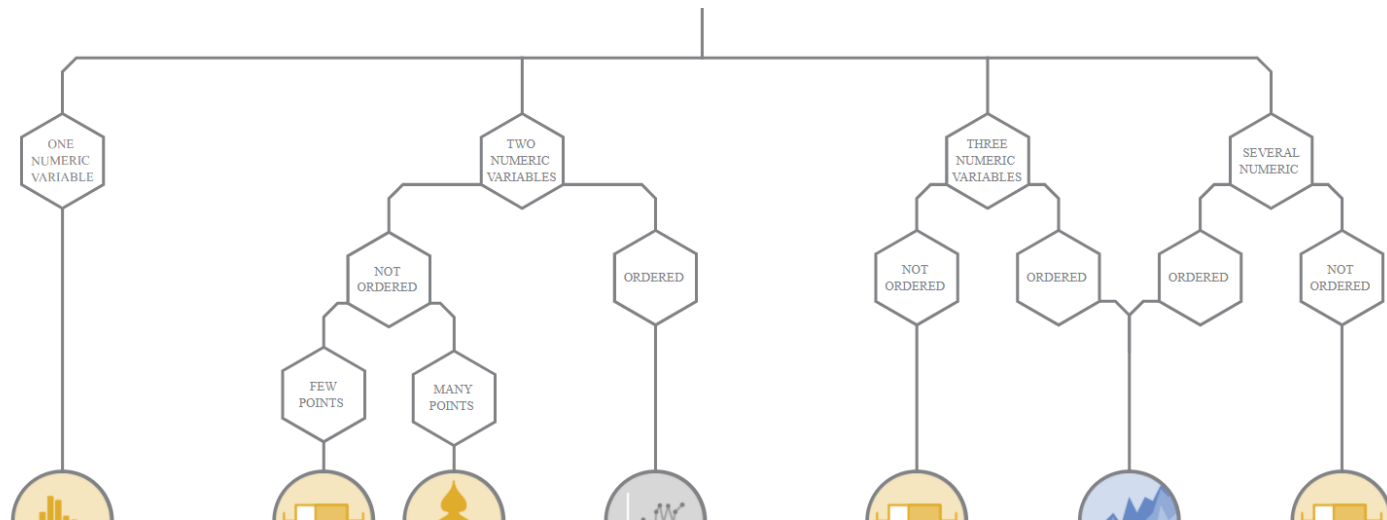 ONE
NUMERIC
VARIABLE
TWO
NUMERIC
VARIABLES
THREE
NUMERIC
VARIABLES
SEVERAL
NUMERIC
NOT
ORDERED
ORDERED
NOT
ORDERED
ORDERED
ORDERED
NOT
ORDERED
FEW
POINTS
MANY
POINTS